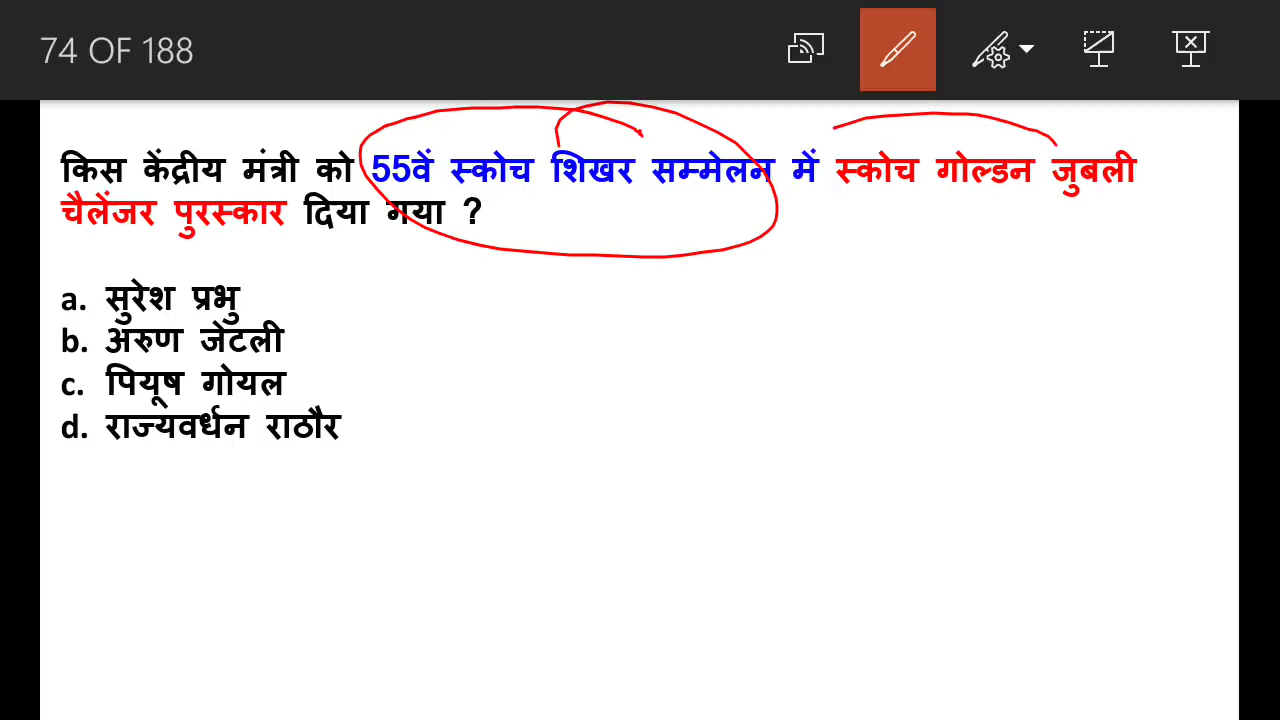 74 OF 188
किस केंद्रीय मंत्री को 55वें स्कोच शिखर सम्मेलन में स्कोच गोल्डन जुबली
चैलेंजर पुरस्कार दिया गया ?
a. सुरेश प्रभु
b. अरुण जेटली
c. पियूष गोयल
d. राज्यवर्धन राठौर